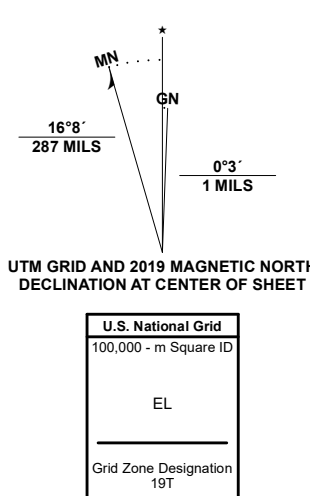 ★
MN
GN
16°8´
287 MILS
0°3´
1 MILS
UTM GRID AND 2019 MAGNETIC NORTH
DECLINATION AT CENTER OF SHEET
U.S. National Grid
100,000 - m Square ID
EL
Grid Zone Designation
19T